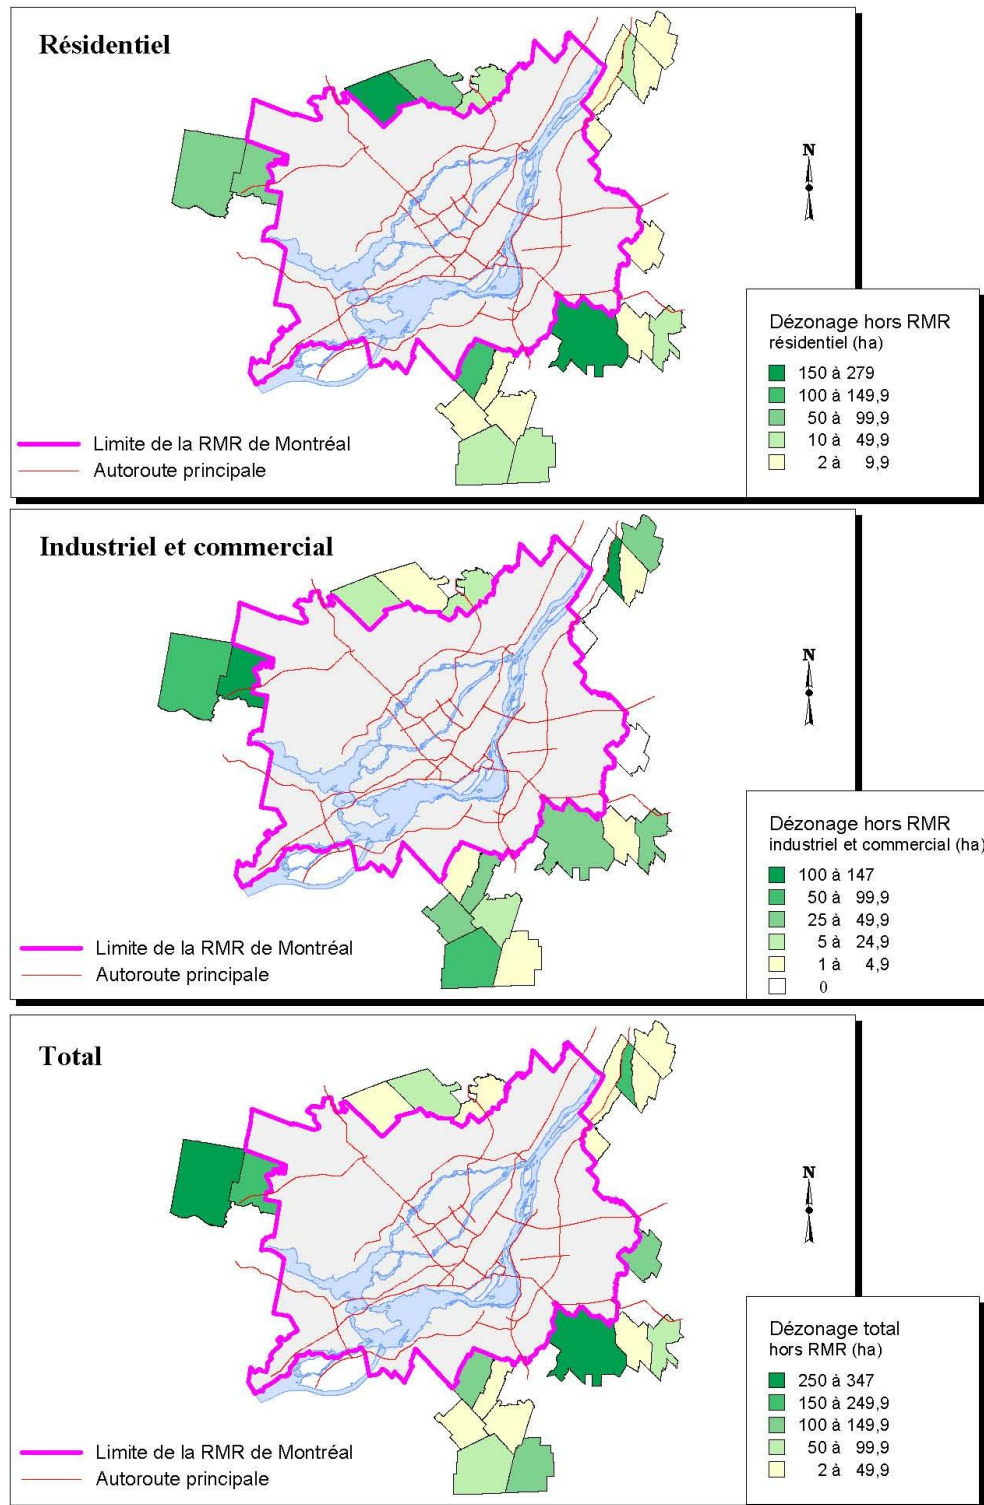 Résidentiel
N
Dézonage hors RMR
résidentiel (ha)
150 à 279
100 à 149,9
50 à 99,9
10 à 49,9
2 à 9,9
Limite de la RMR de Montréal
Autoroute principale
Industriel et commercial
N
Dézonage hors RMR
industriel et commercial (ha)
100 à 147
50 à 99,9
25 à 49,9
5 à 24,9
1 à 4,9
0
Limite de la RMR de Montréal
Autoroute principale
Total
N
Dézonage total
hors RMR (ha)
250 à 347
150 à 249,9
100 à 149,9
50 à 99,9
2 à 49,9
Limite de la RMR de Montréal
Autoroute principale